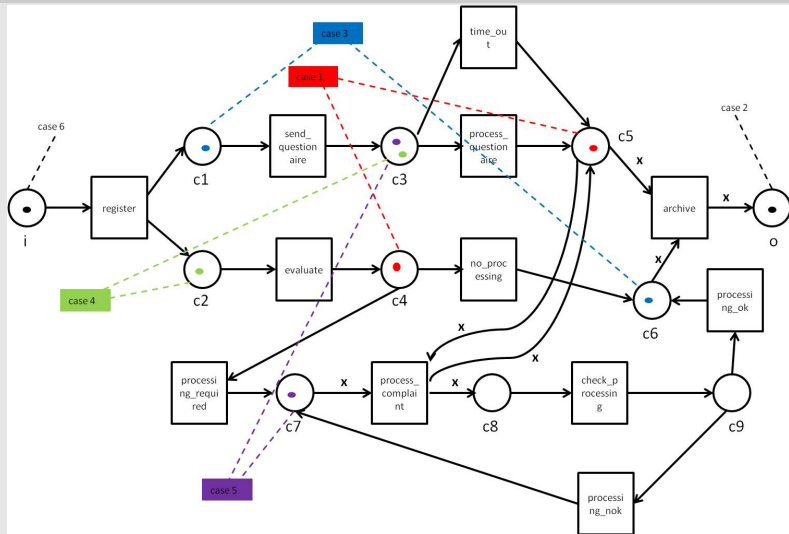 time_ou
t
case 3
case 1
case 6
case 2
send_
question
aire
process_
question
aire
c5
x
c1
c3
register
archive
x
i
o
x
evaluate
no_proce
ssing
c2
c4
case 4
processi
ng_ok
c6
x
x
processi
ng_requi
red
x
process_
complai
nt
x
check_p
rocessin
g
c7
c8
c9
case 5
processi
ng_nok